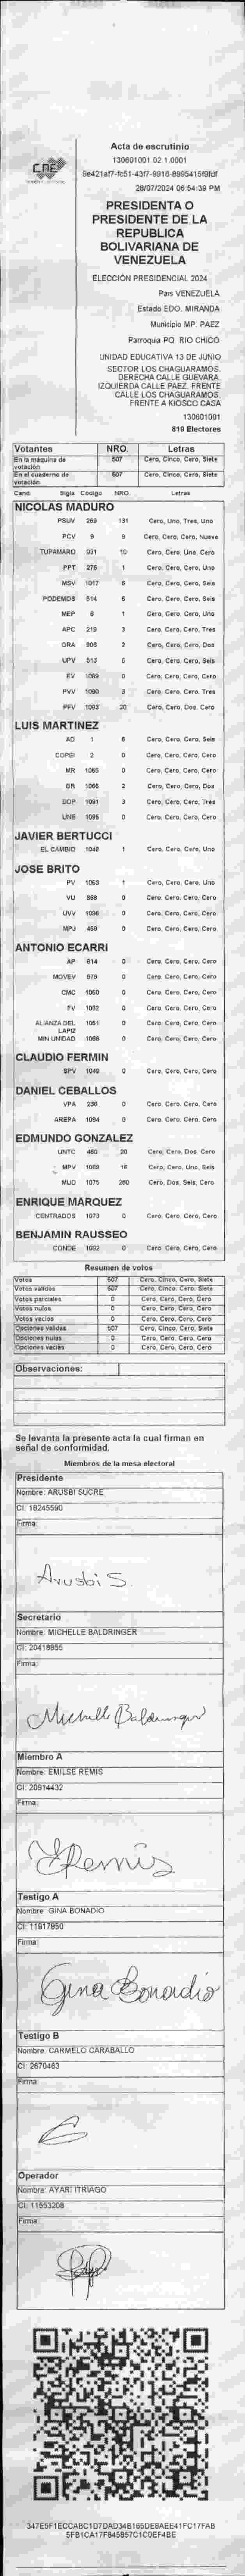 CNE
Acta de escrutinio
130601001.02.1.0001
28/07/2024 06:54:39 PM
PRESIDENTA O
PRESIDENTE DE LA
REPUBLICA
BOLIVARIANA DE
VENEZUELA
ELECCIÓN PRESIDENCIAL 2024
Pais VENEZUELA
Estado EDO. MIRANDA
Municipio MP. PAEZ
Parroquia PQ. RIO CHICO
UNIDAD EDUCATIVA 13 DE JUNIO
SECTOR LOS CHAGUARAMOS.
DERECHA CALLE GUEVARA.
IZQUIERDA CALLE PAEZ. FRENTE
CALLE LOS CHAGUARAMOS.
FRENTE A KIOSCO CASA
130601001
819 Electores
Votantes NRO. Letras
En la máquina de votación 507 Cero, Cinco, Cero, Siete
En el cuaderno de votación 507 Cero, Cinco, Cero, Siete
Cand. Sigla Código NRO. Letras
NICOLAS MADURO
PSUV 269 131 Cero, Uno, Tres, Uno
PCV 9 9 Cero, Cero, Cero, Nueve
TUPAMARO 931 10 Cero, Cero, Uno, Cero
PPT 276 1 Cero, Cero, Cero, Uno
MSV 1017 6 Cero, Cero, Cero, Seis
PODEMOS 514 6 Cero, Cero, Cero, Seis
MEP 6 1 Cero, Cero, Cero, Uno
APC 219 3 Cero, Cero, Cero, Tres
ORA 906 2 Cero, Cero, Cero, Dos
UPV 513 6 Cero, Cero, Cero, Seis
EV 1089 0 Cero, Cero, Cero, Cero
PVV 1090 3 Cero, Cero, Cero, Tres
PFV 1093 20 Cero, Cero, Dos, Cero
LUIS MARTINEZ
AD 1 6 Cero, Cero, Cero, Seis
COPEI 2 0 Cero, Cero, Cero, Cero
MR 1065 0 Cero, Cero, Cero, Cero
BR 1066 2 Cero, Cero, Cero, Dos
DDP 1091 3 Cero, Cero, Cero, Tres
UNE 1095 0 Cero, Cero, Cero, Cero
JAVIER BERTUCCI
EL CAMBIO 1048 1 Cero, Cero, Cero, Uno
JOSE BRITO
PV 1053 1 Cero, Cero, Cero, Uno
VU 868 0 Cero, Cero, Cero, Cero
UVV 1096 0 Cero, Cero, Cero, Cero
MPJ 458 0 Cero, Cero, Cero, Cero
ANTONIO ECARRI
AP 814 0 Cero, Cero, Cero, Cero
MOVEV 679 0 Cero, Cero, Cero, Cero
CMC 1050 0 Cero, Cero, Cero, Cero
FV 1052 0 Cero, Cero, Cero, Cero
ALIANZA DEL LAPIZ 1051 0 Cero, Cero, Cero, Cero
MIN UNIDAD 1068 0 Cero, Cero, Cero, Cero
CLAUDIO FERMIN
SPV 1049 0 Cero, Cero, Cero, Cero
DANIEL CEBALLOS
VPA 236 0 Cero, Cero, Cero, Cero
AREPA 1094 0 Cero, Cero, Cero, Cero
EDMUNDO GONZALEZ
UNTC 460 20 Cero, Cero, Dos, Cero
MPV 1069 16 Cero, Cero, Uno, Seis
MUD 1075 260 Cero, Dos, Seis, Cero
ENRIQUE MARQUEZ
CENTRADOS 1073 0 Cero, Cero, Cero, Cero
BENJAMIN RAUSSEO
CONDE 1092 0 Cero, Cero, Cero, Cero
Resumen de votos
Votos 507 Cero, Cinco, Cero, Siete
Votos validos 507 Cero, Cinco, Cero, Siete
Votos parciales 0 Cero, Cero, Cero, Cero
Votos nulos 0 Cero, Cero, Cero, Cero
Votos vacios 0 Cero, Cero, Cero, Cero
Opciones validas 507 Cero, Cinco, Cero, Siete
Opciones nulas 0 Cero, Cero, Cero, Cero
Opciones vacias 0 Cero, Cero, Cero, Cero
Observaciones:
Se levanta la presente acta la cual firman en
señal de conformidad.
Miembros de la mesa electoral
Presidente
Nombre: ARUSBI SUCRE
CI: 18245590
Firma:
Arusbi S.
Secretario
Nombre: MICHELLE BALDRINGER
CI: 20418855
Firma:
Michelle Baldringer
Miembro A
Nombre: EMILSE REMIS
CI: 20914432
Firma:
Remis
Testigo A
Nombre: GINA BONADIO
CI: 11917850
Firma:
Gina Bonadio
Testigo B
Nombre: CARMELO CARABALLO
CI: 2670463
Firma:
Operador
Nombre: AYARI ITRIAGO
CI: 11553208
Firma: